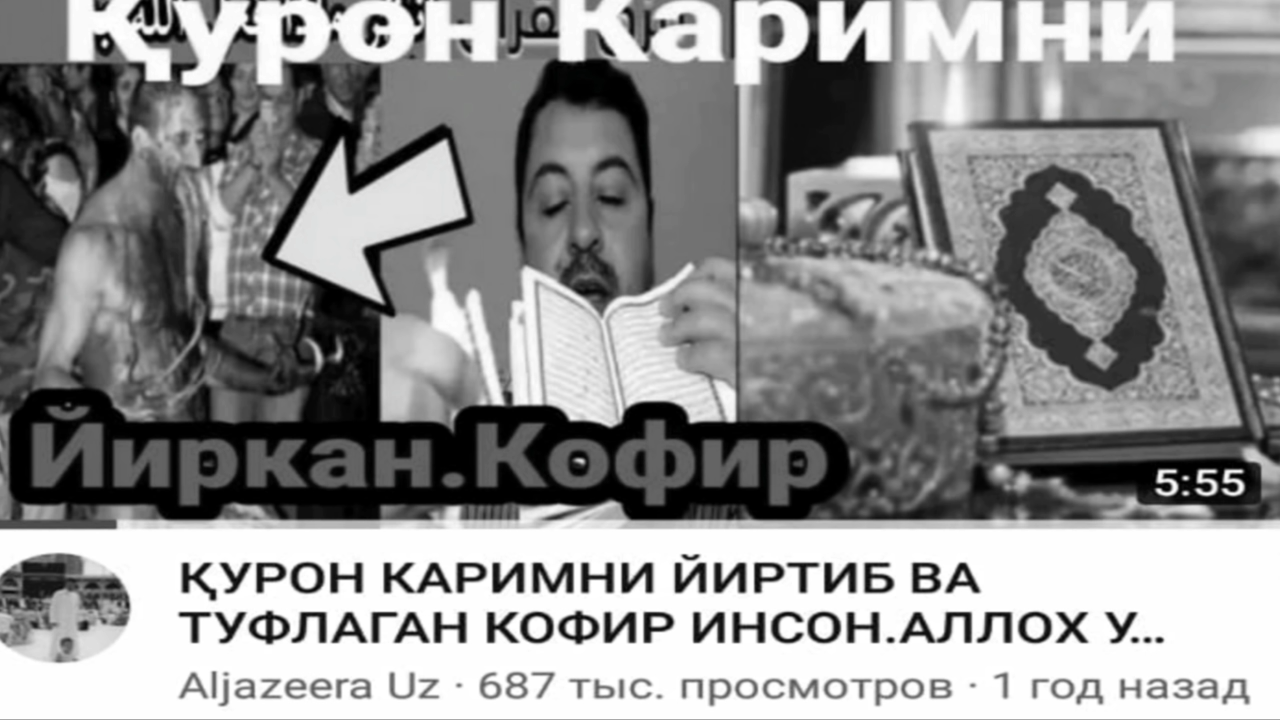 Қурон Каримни
Йиркан.Кофир
5:55
ҚУРОН КАРИМНИ ЙИРТИБ ВА
ТУФЛАГАН КОФИР ИНСОН.АЛЛОХ У...
Aljazeera Uz · 687 тыс. просмотров · 1 год назад